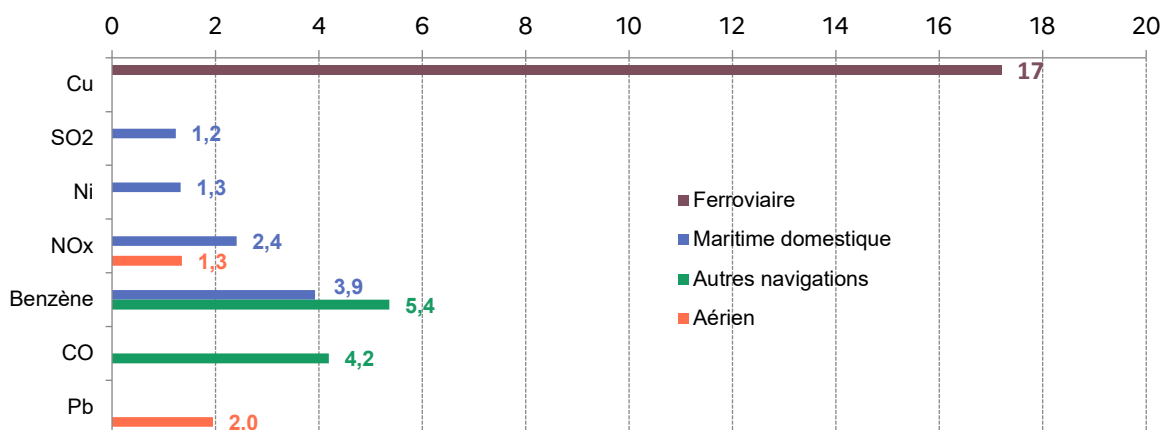 0 2 4 6 8 10 12 14 16 18 20
Cu 17
SO2 1,2
Ni 1,3
Ferroviaire
NOx 2,4
Maritime domestique
1,3
Benzène 3,9
Autres navigations
5,4
Aérien
CO 4,2
Pb 2.0